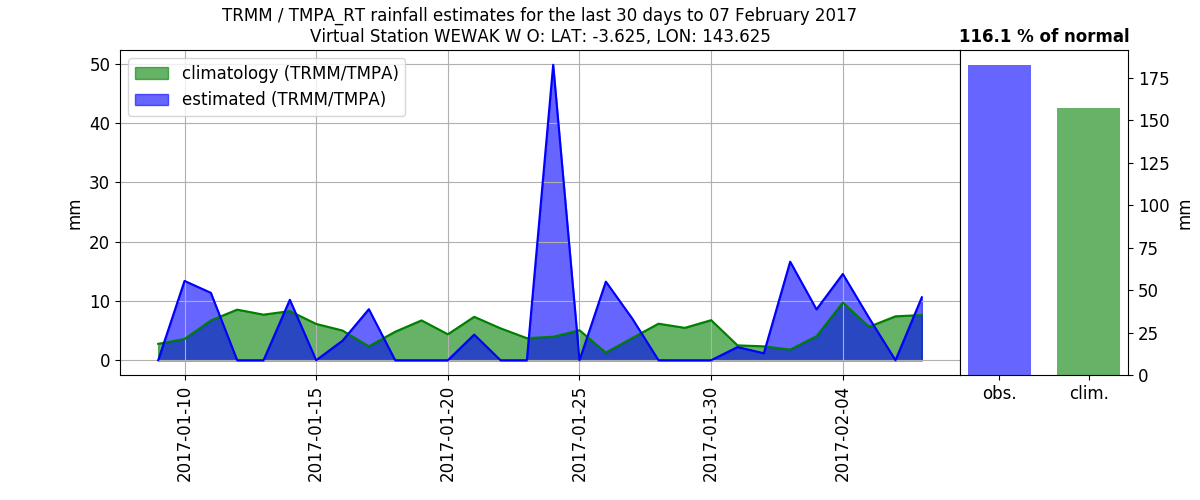 TRMM / TMPA_RT rainfall estimates for the last 30 days to 07 February 2017
Virtual Station WEWAK W O: LAT: -3.625, LON: 143.625
116.1 % of normal
climatology (TRMM/TMPA)
estimated (TRMM/TMPA)
50
40
30
20
10
0
mm
175
150
125
100
75
50
25
0
mm
2017-01-10
2017-01-15
2017-01-20
2017-01-25
2017-01-30
2017-02-04
obs.
clim.